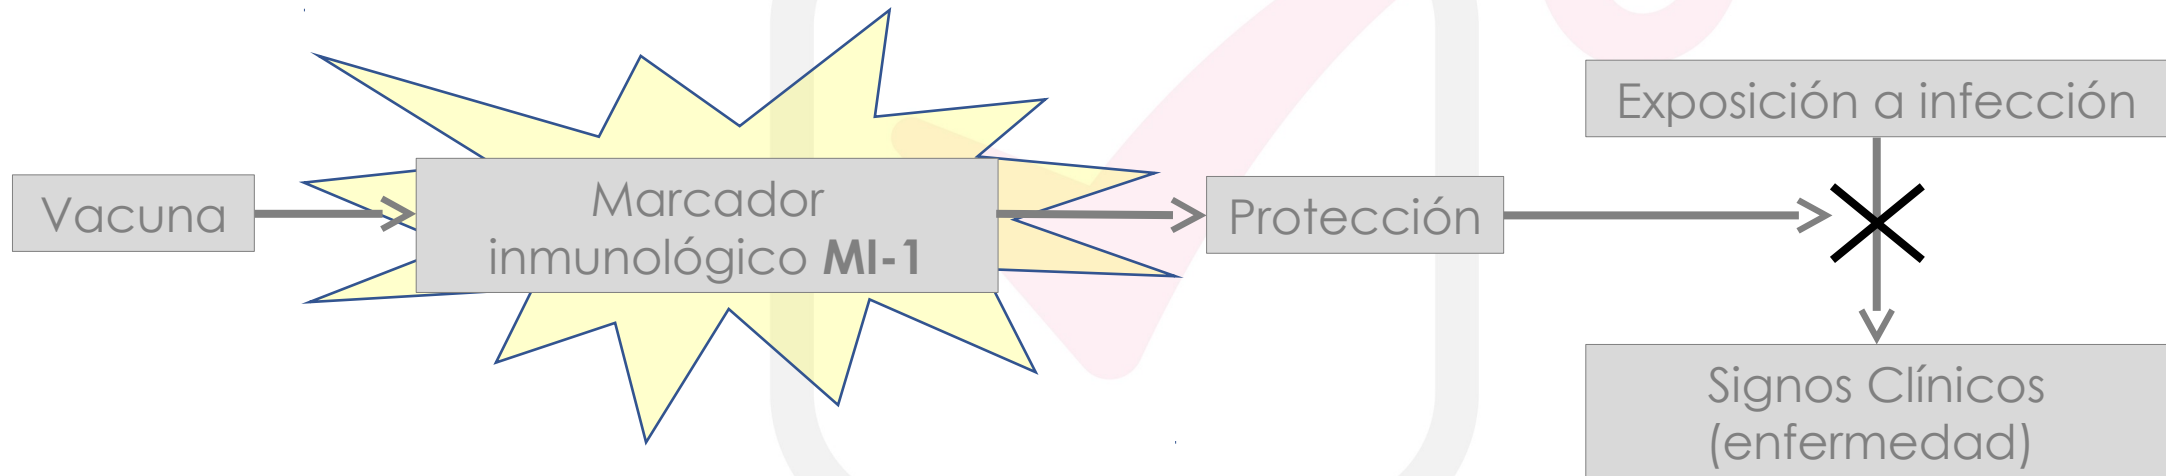 Vacuna
Marcador
inmunológico MI-1
Protección
Exposición a infección
Signos Clínicos
(enfermedad)